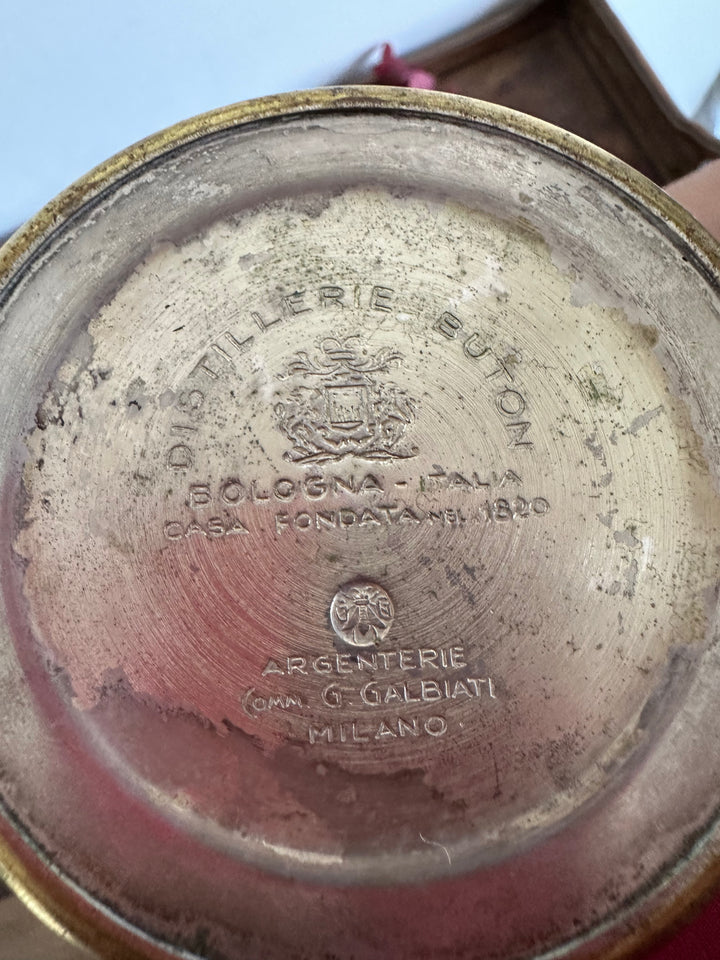 DISTILLERIE BUTON
BOLOGNA - ITALIA
CASA FONDATA NEL 1820
ARGENTERIE
COMM. G. GALBIATI
MILANO